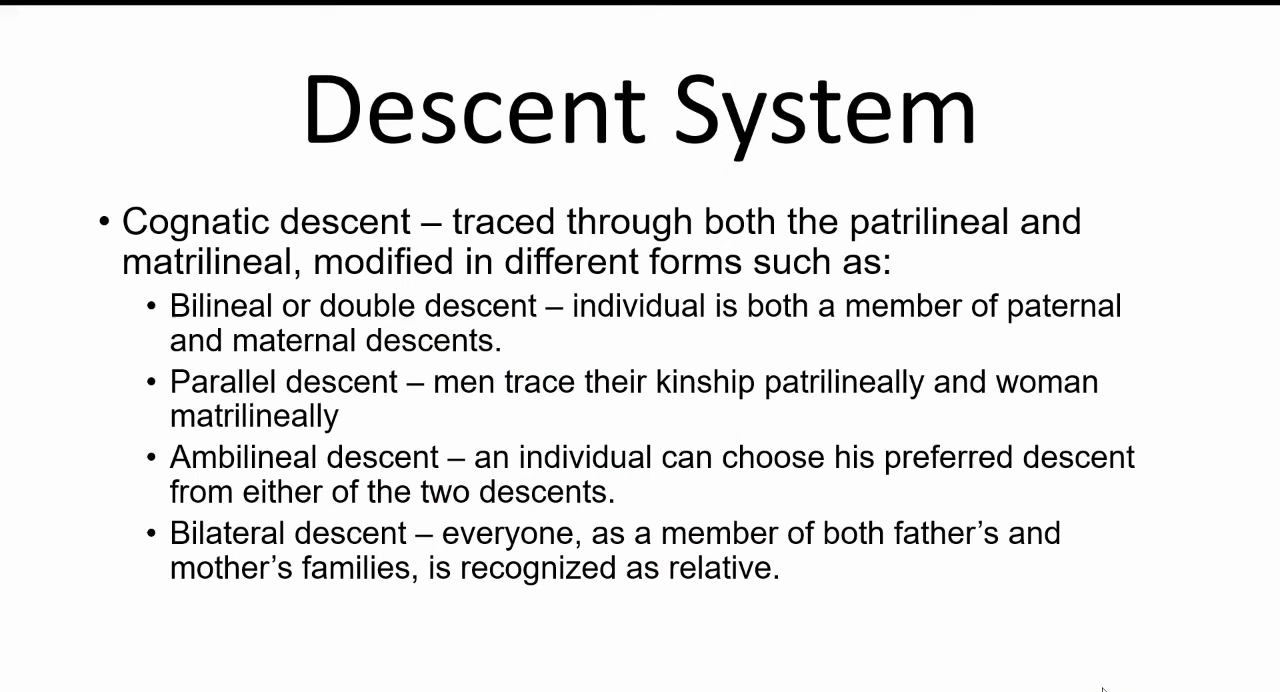 Descent System
• Cognatic descent – traced through both the patrilineal and
matrilineal, modified in different forms such as:
• Bilineal or double descent – individual is both a member of paternal
and maternal descents.
• Parallel descent – men trace their kinship patrilineally and woman
matrilineally
• Ambilineal descent – an individual can choose his preferred descent
from either of the two descents.
• Bilateral descent – everyone, as a member of both father’s and
mother’s families, is recognized as relative.